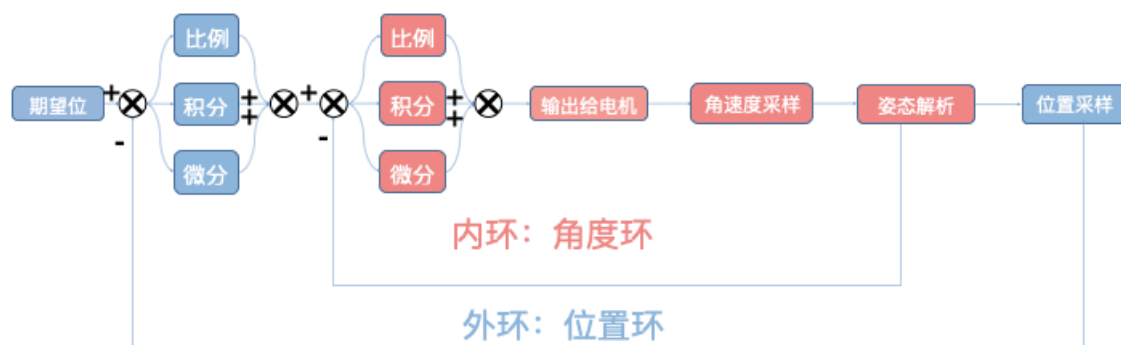 比例
比例
期望位
+
积分
+
+
+
积分
+
+
输出给电机
角速度采样
姿态解析
位置采样
-
-
微分
微分
内环：角度环
外环：位置环